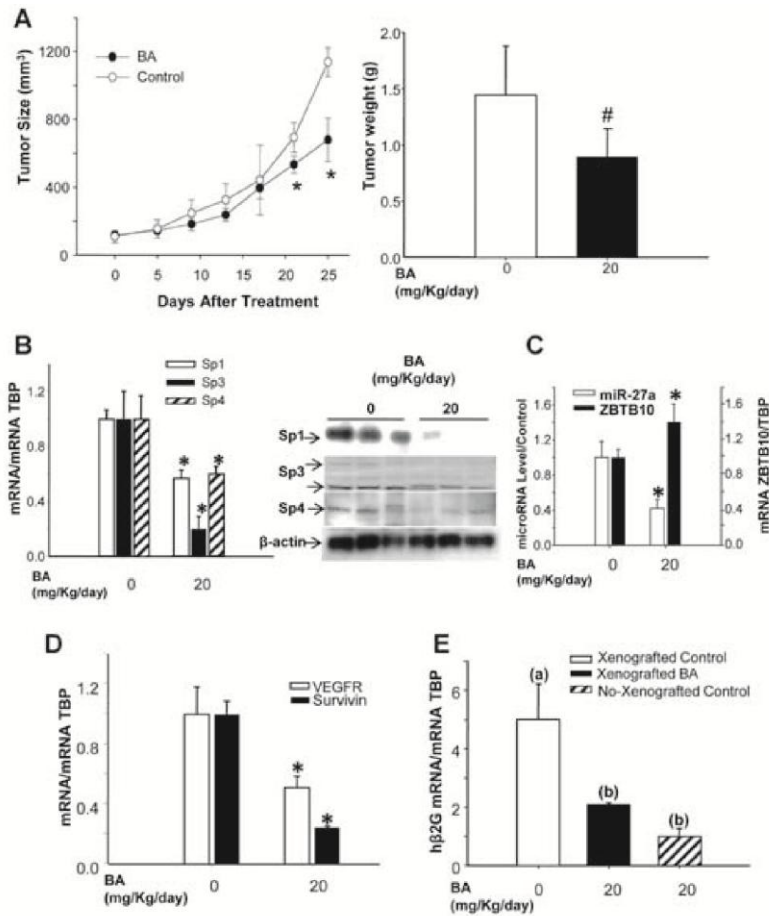 A
1200
800
400
0
Tumor Size (mm³)
BA
Control
*
*
0 5 10 15 20 25
Days After Treatment
2.0
1.5
1.0
0.5
0.0
Tumor weight (g)
#
BA
(mg/Kg/day)
0 20
B
1.2
0.9
0.6
0.3
0.0
mRNA/mRNA TBP
Sp1
Sp3
Sp4
*
*
*
BA
(mg/Kg/day)
0 20
BA
(mg/Kg/day)
0 20
Sp1
Sp3
Sp4
β-actin
C
miR-27a
ZBTB10
1.6
1.2
0.8
0.4
0.0
microRNA Level/Control
*
*
1.6
1.2
0.8
0.4
0.0
mRNA ZBTB10/TBP
BA
(mg/Kg/day)
0 20
D
1.2
0.8
0.4
0.0
mRNA/mRNA TBP
VEGFR
Survivin
*
*
BA
(mg/Kg/day)
0 20
E
Xenografted Control
Xenografted BA
No-Xenografted Control
6
4
2
0
hβ2G mRNA/mRNA TBP
(a)
(b)
(b)
BA
(mg/Kg/day)
0 20 20